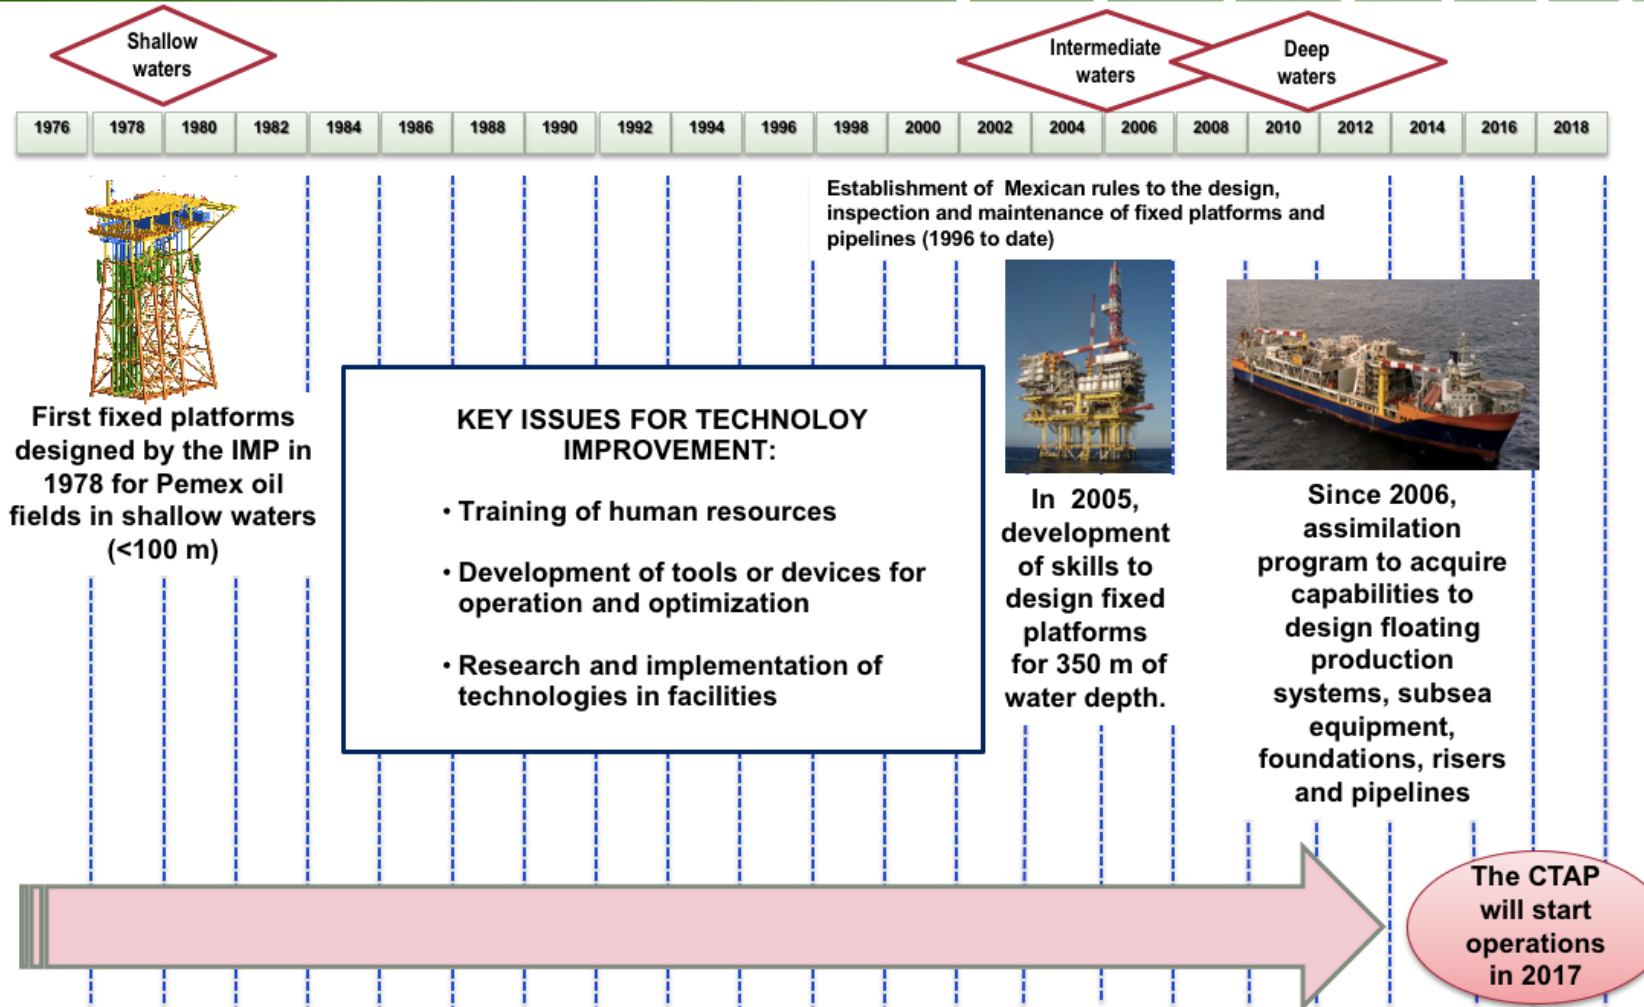 Shallow
waters
Intermediate
waters
Deep
waters
1976 1978 1980 1982 1984 1986 1988 1990 1992 1994 1996 1998 2000 2002 2004 2006 2008 2010 2012 2014 2016 2018
Establishment of Mexican rules to the design,
inspection and maintenance of fixed platforms and
pipelines (1996 to date)
First fixed platforms
designed by the IMP in
1978 for Pemex oil
fields in shallow waters
(<100 m)
KEY ISSUES FOR TECHNOLOY
IMPROVEMENT:
• Training of human resources
• Development of tools or devices for
operation and optimization
• Research and implementation of
technologies in facilities
In 2005,
development
of skills to
design fixed
platforms
for 350 m of
water depth.
Since 2006,
assimilation
program to acquire
capabilities to
design floating
production
systems, subsea
equipment,
foundations, risers
and pipelines
The CTAP
will start
operations
in 2017